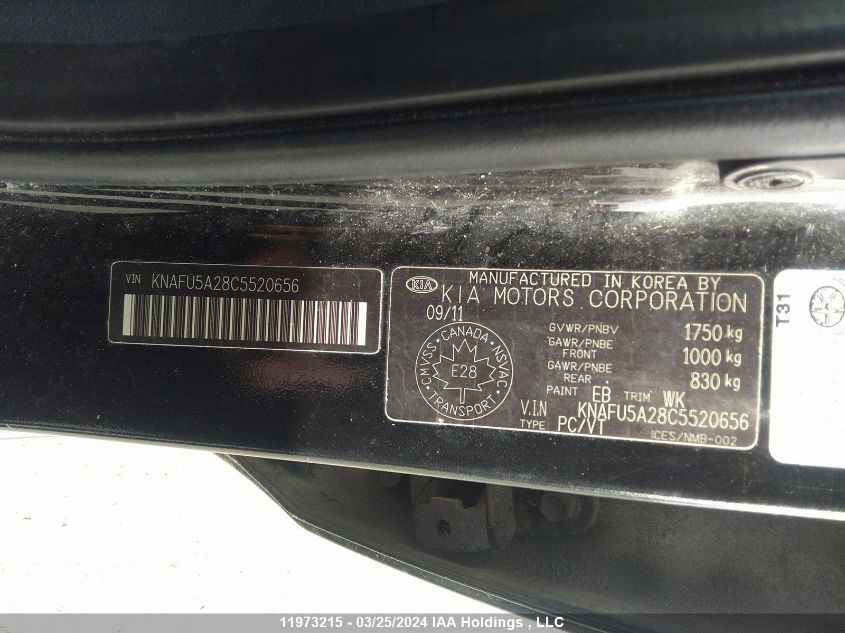 VIN KNAFU5A28C5520656
KIA
MANUFACTURED IN KOREA BY
KIA MOTORS CORPORATION
09/11
GVWR/PNBV 1750 kg
GAWR/PNBE FRONT 1000 kg
GAWR/PNBE REAR 830 kg
PAINT EB TRIM WK
V.I.N KNAFU5A28C5520656
TYPE PC/VT
ICES/NMB-002
CANADA
CMVSS NSVAC
E28
TRANSPORT
T31
11973215 - 03/25/2024 IAA Holdings , LLC